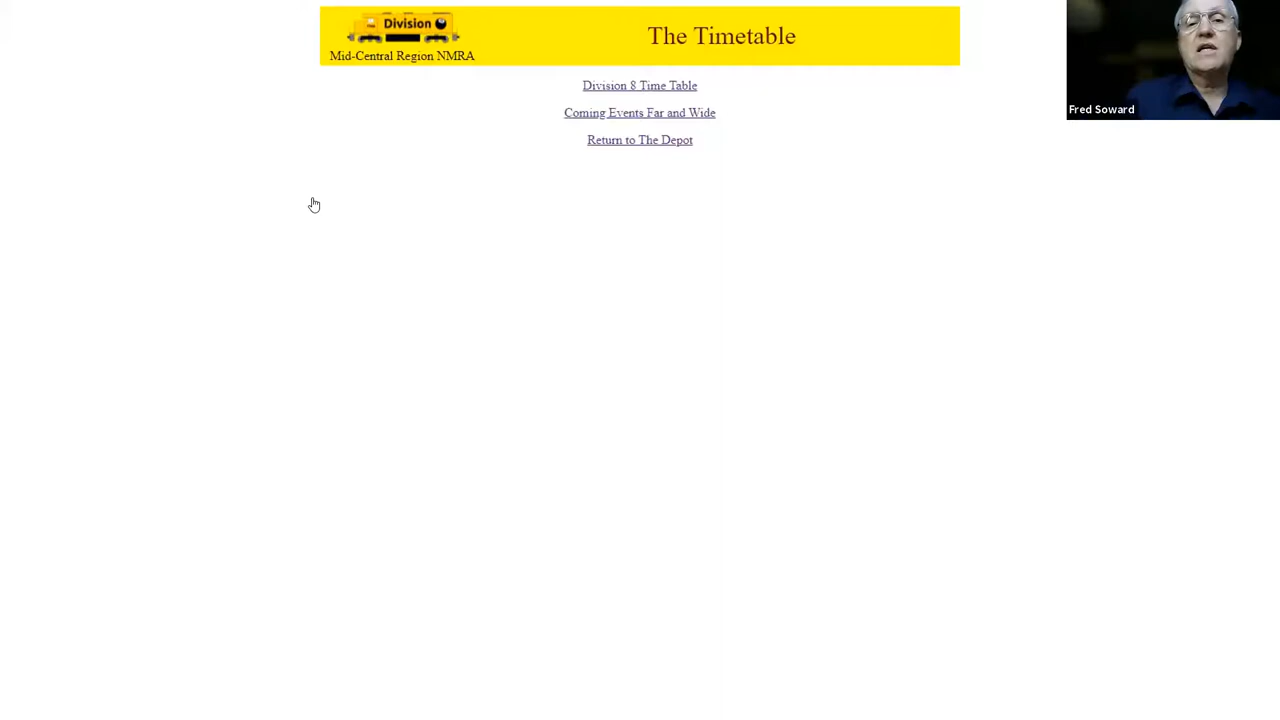 Division
Mid-Central Region NMRA
The Timetable
Division 8 Time Table
Coming Events Far and Wide
Return to The Depot
Fred Soward